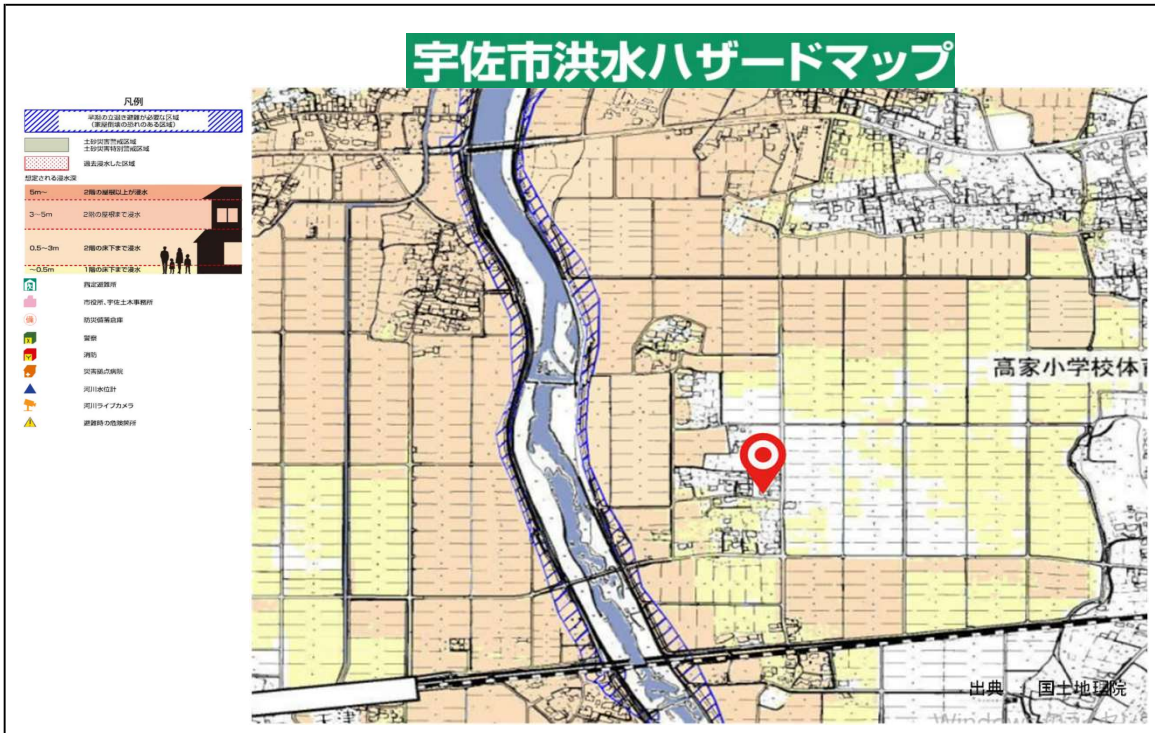 宇佐市洪水ハザードマップ
凡例
早期の立退き避難が必要な区域
(家屋倒壊の恐れのある区域)
土砂災害警戒区域
土砂災害特別警戒区域
過去浸水した区域
想定される浸水深
5m～ 2階の屋根以上が浸水
3～5m 2階の屋根まで浸水
0.5～3m 2階の床下まで浸水
～0.5m 1階の床下まで浸水
指定避難所
市役所、宇佐土木事務所
防災備蓄倉庫
警察
消防
災害拠点病院
河川水位計
河川ライブカメラ
避難時の危険箇所
高家小学校体育
出典 国土地理院